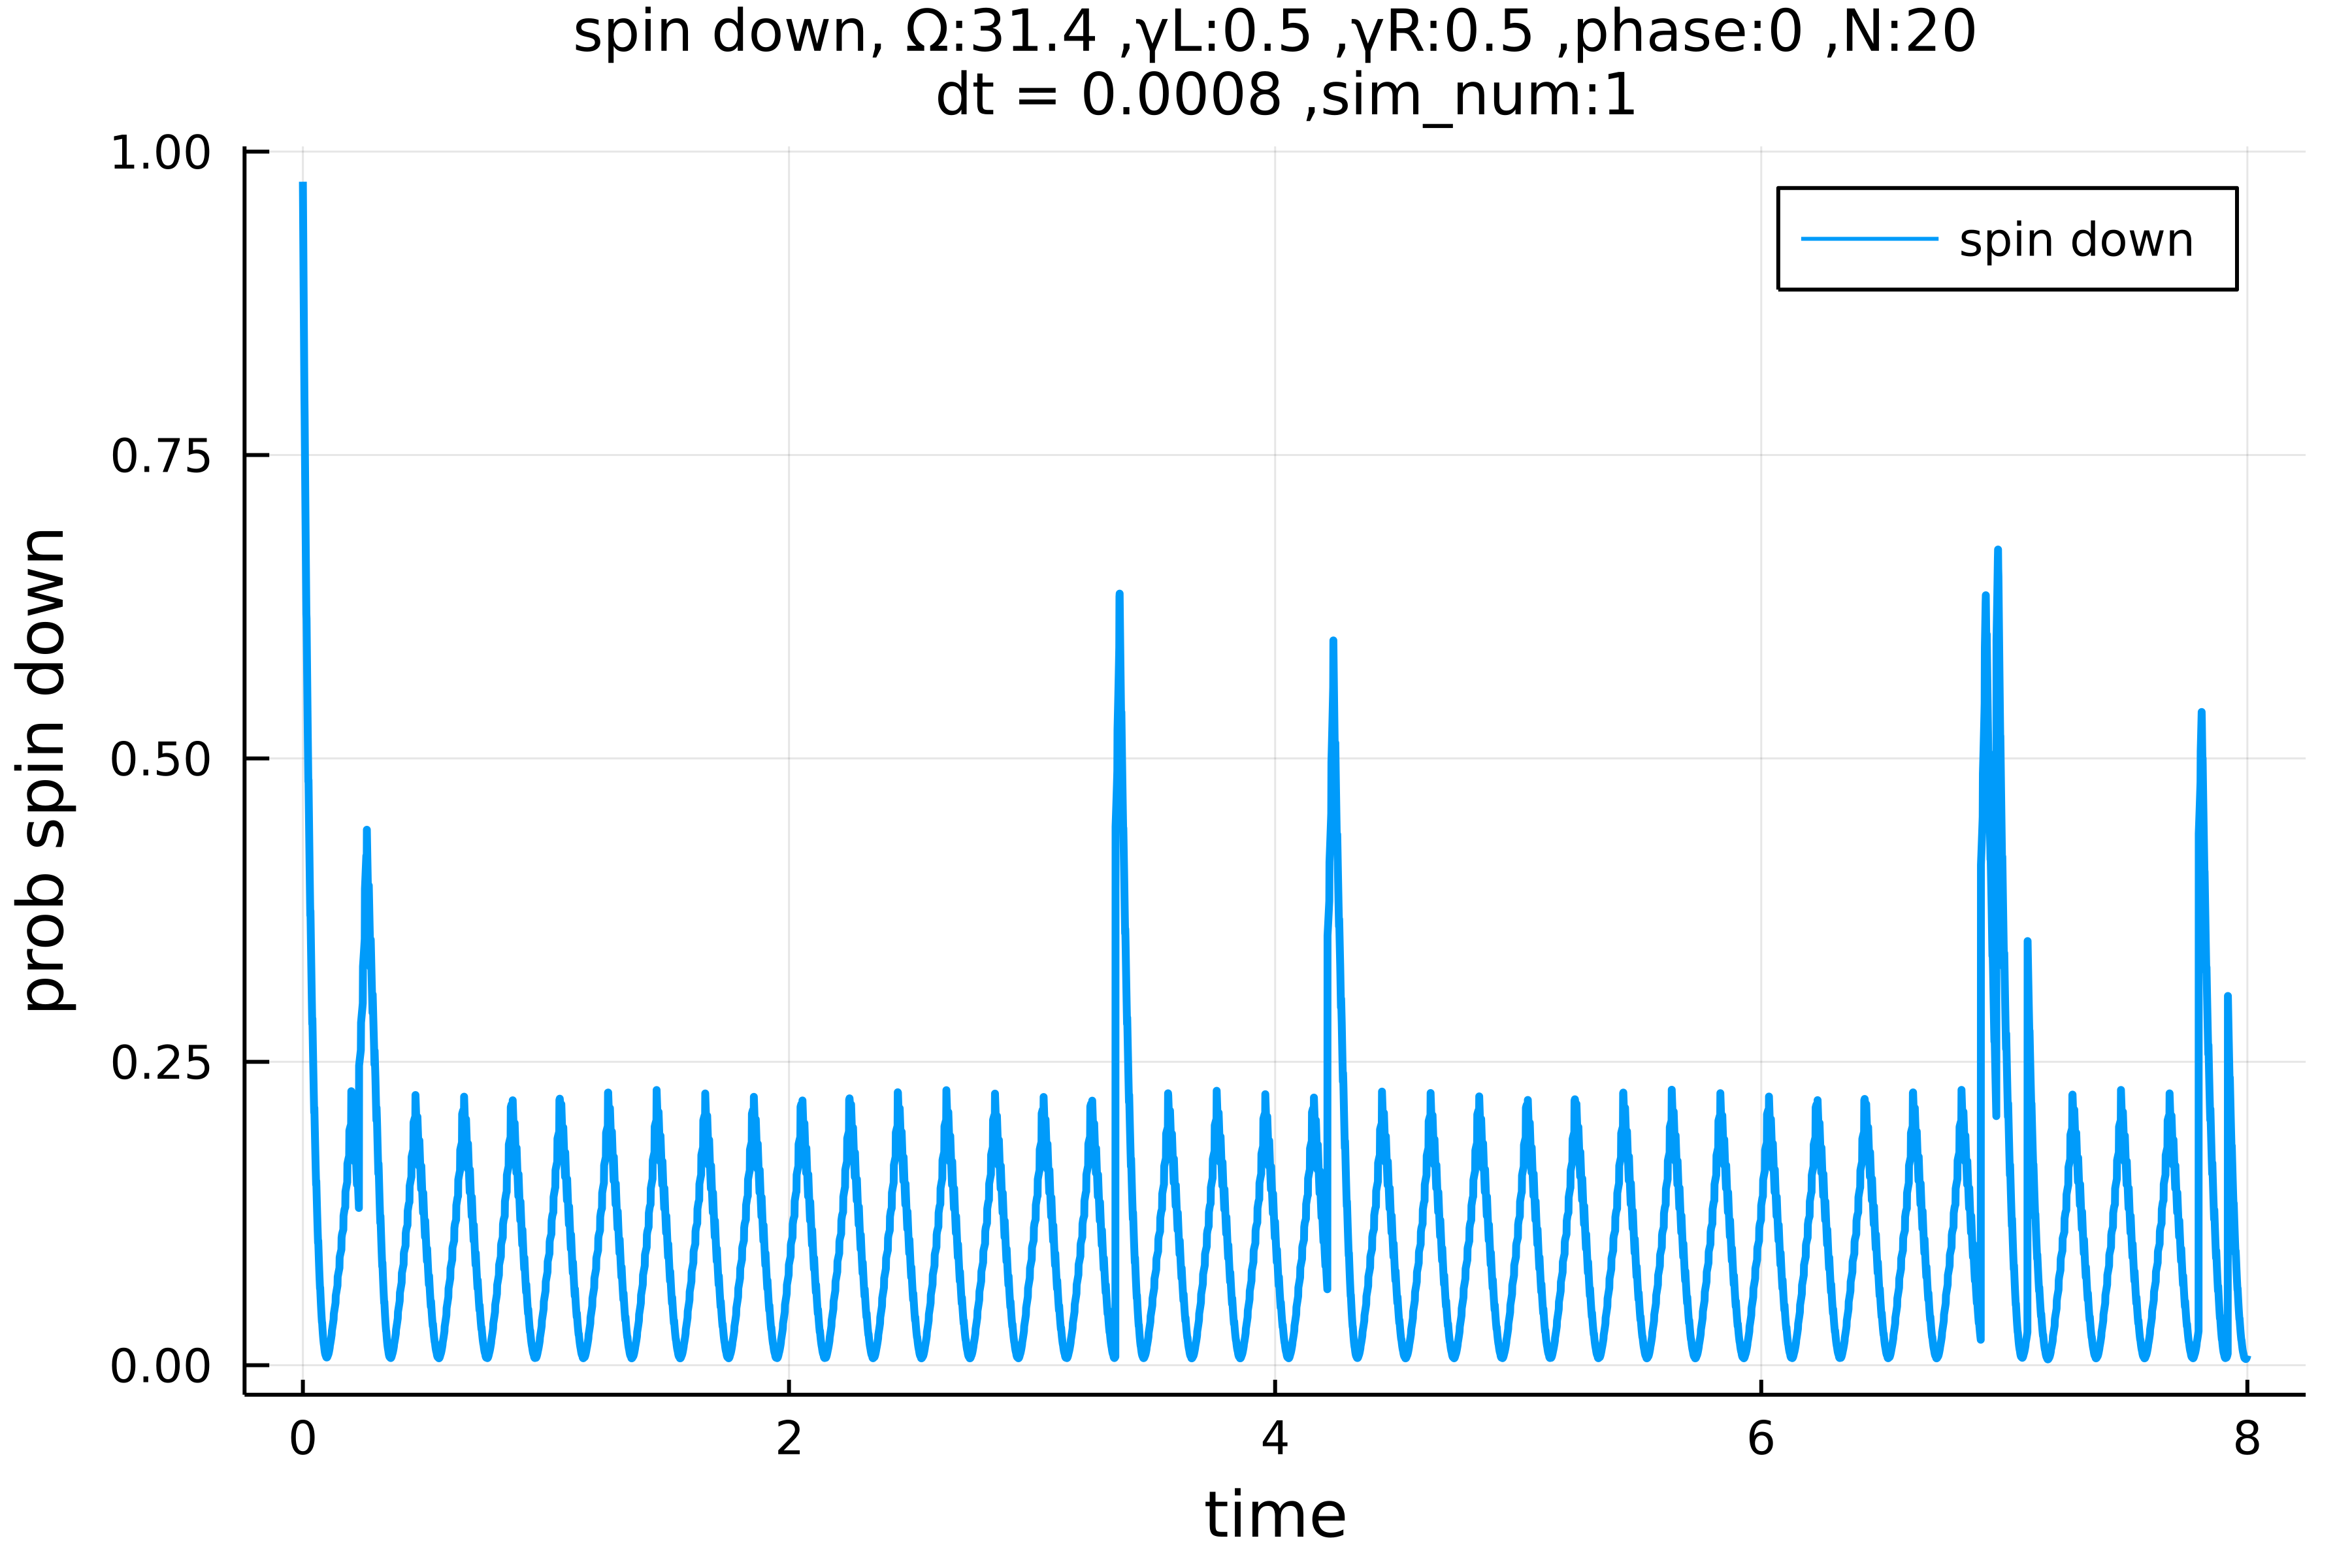 spin down, Ω:31.4 ,γL:0.5 ,γR:0.5 ,phase:0 ,N:20
dt = 0.0008 ,sim_num:1
1.00
0.75
0.50
0.25
0.00
prob spin down
spin down
0 2 4 6 8
time